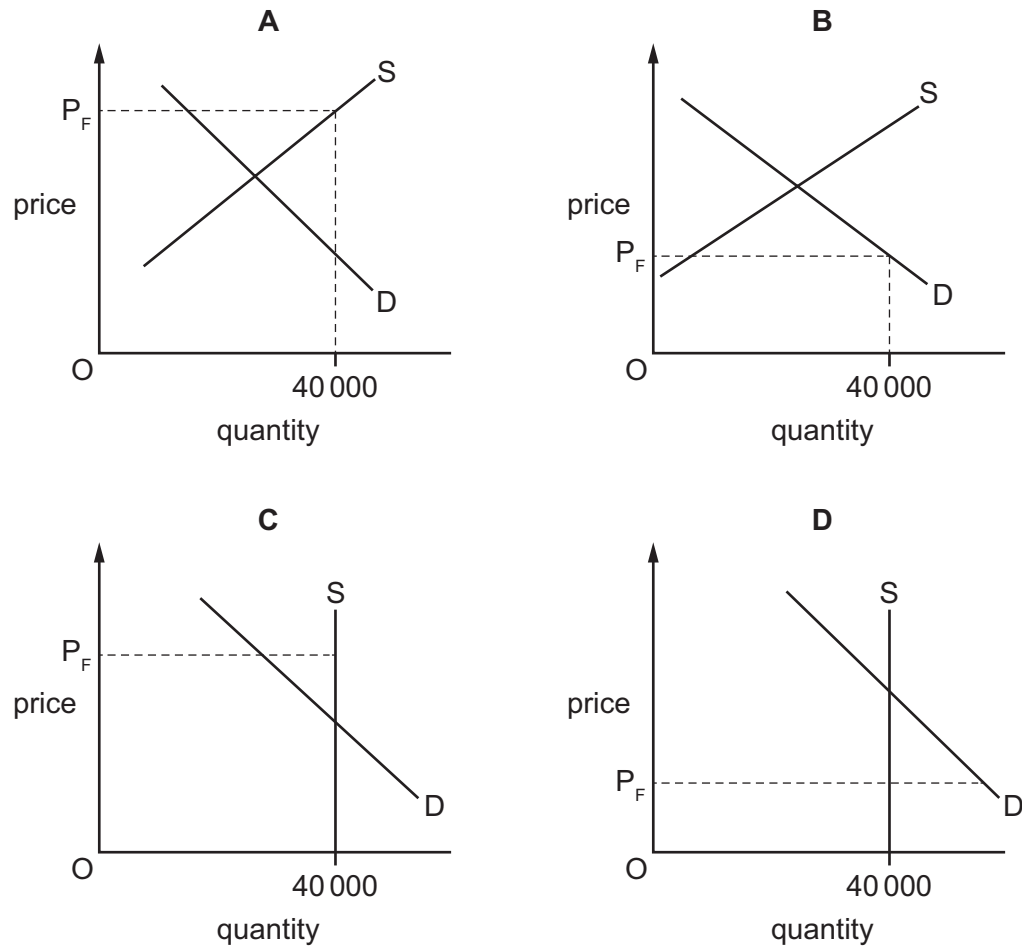 A
P_F
price
S
D
O
40 000
quantity
B
S
price
P_F
D
O
40 000
quantity
C
S
P_F
price
D
O
40 000
quantity
D
S
price
P_F
D
O
40 000
quantity